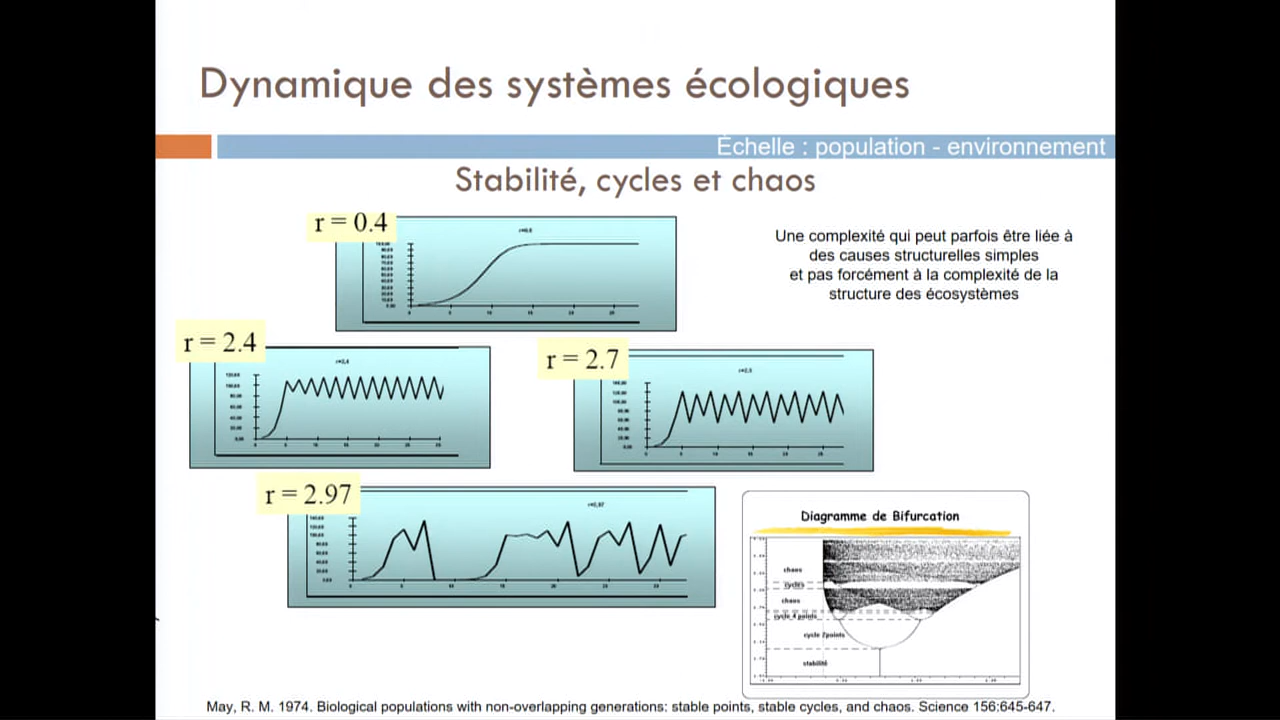 Dynamique des systèmes écologiques
Échelle : population - environnement
Stabilité, cycles et chaos
r = 0.4
Une complexité qui peut parfois être liée à
des causes structurelles simples
et pas forcément à la complexité de la
structure des écosystèmes
r = 2.4
r = 2.7
r = 2.97
Diagramme de Bifurcation
chaos
cycles
chaos
cycle 4 points
cycle 2points
stabilité
May, R. M. 1974. Biological populations with non-overlapping generations: stable points, stable cycles, and chaos. Science 156:645-647.